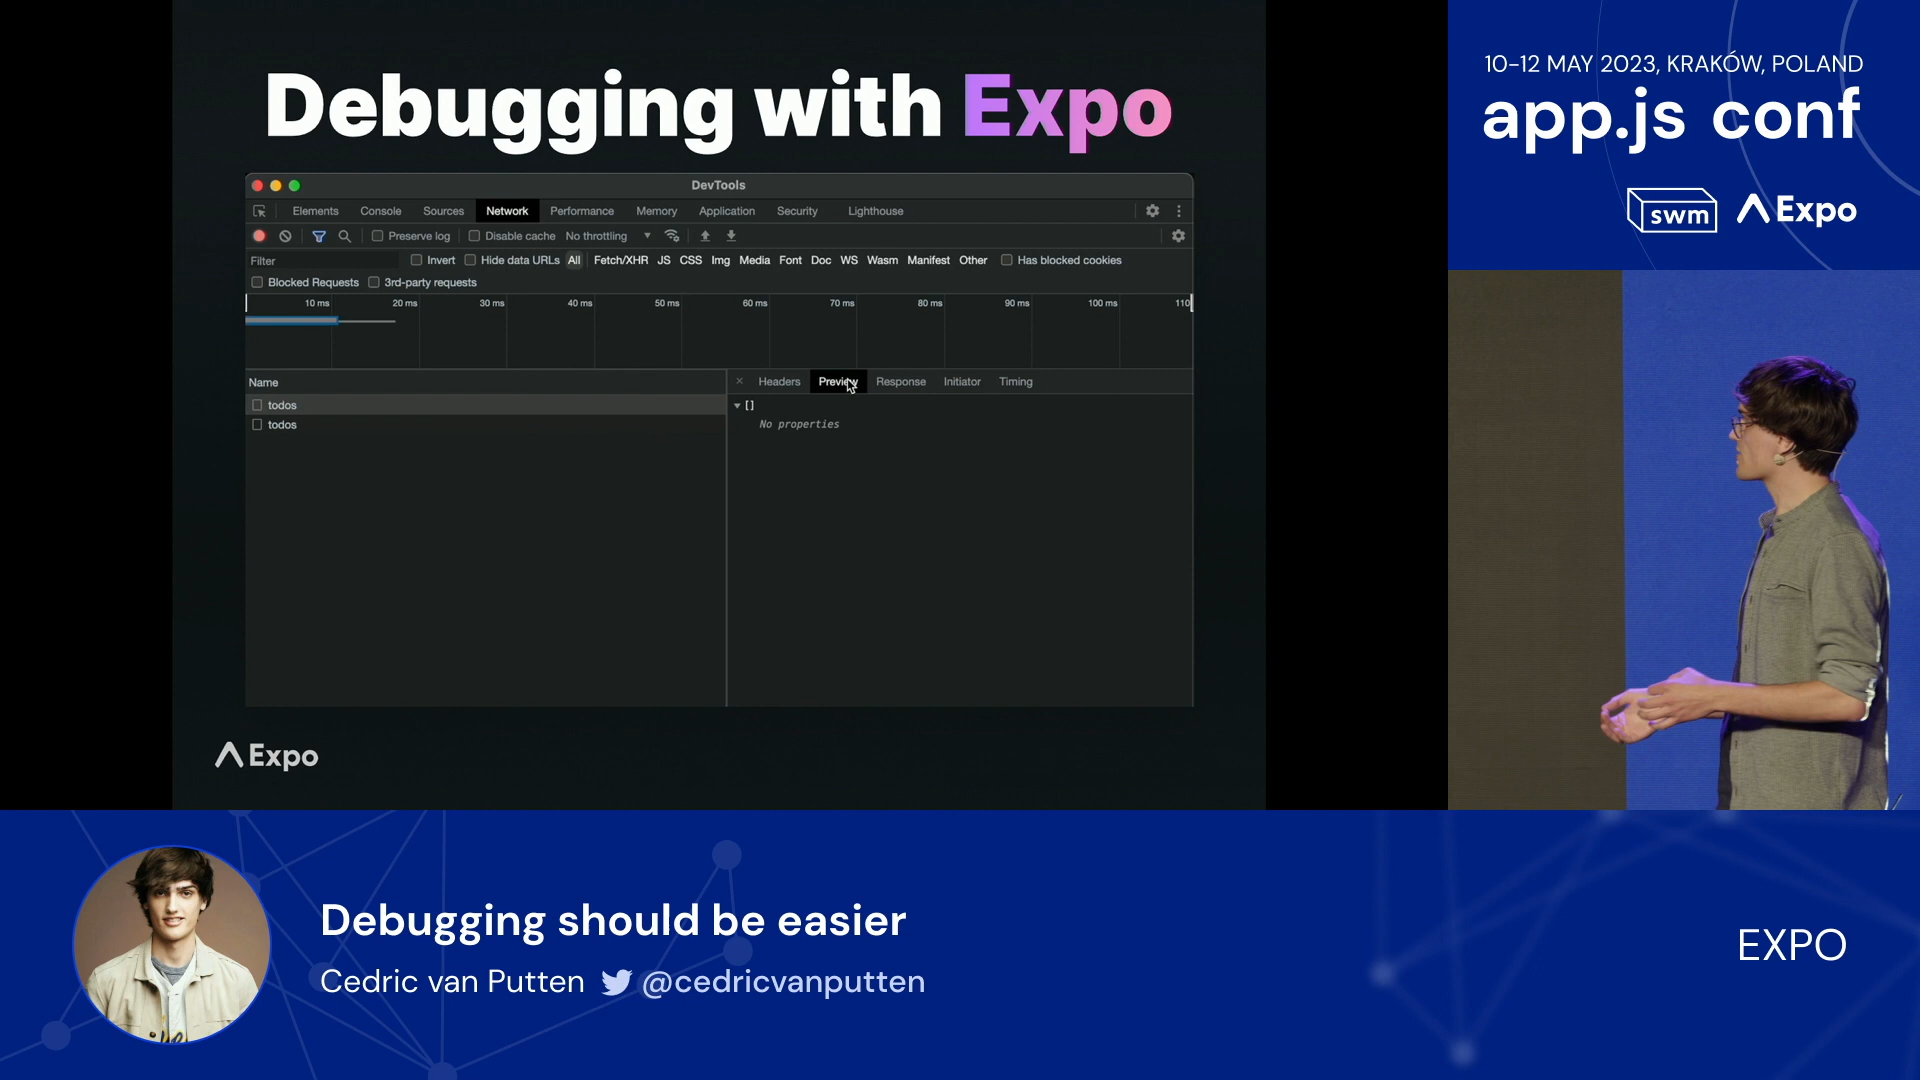 Debugging with Expo
DevTools
Elements Console Sources Network Performance Memory Application Security Lighthouse
Preserve log Disable cache No throttling
Filter Invert Hide data URLs All Fetch/XHR JS CSS Img Media Font Doc WS Wasm Manifest Other Has blocked cookies
Blocked Requests 3rd-party requests
10 ms 20 ms 30 ms 40 ms 50 ms 60 ms 70 ms 80 ms 90 ms 100 ms 110
Name
Headers Preview Response Initiator Timing
todos
[]
todos
No properties
Expo
10–12 MAY 2023, KRAKÓW, POLAND
app.js conf
swm Expo
Debugging should be easier
Cedric van Putten @cedricvanputten
EXPO